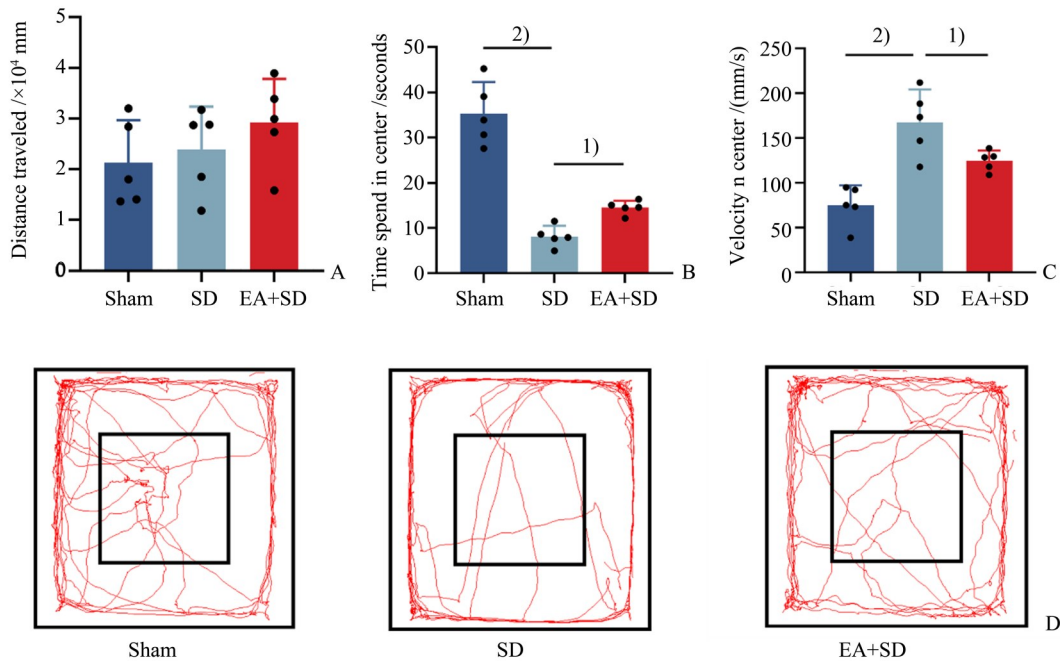 Distance traveled /×10⁴ mm
5
4
3
2
1
0
Sham
SD
EA+SD
A
Time spend in center /seconds
50
40
30
20
10
0
2)
1)
Sham
SD
EA+SD
B
Velocity n center /(mm/s)
250
200
150
100
50
0
2)
1)
Sham
SD
EA+SD
C
Sham
SD
EA+SD
D